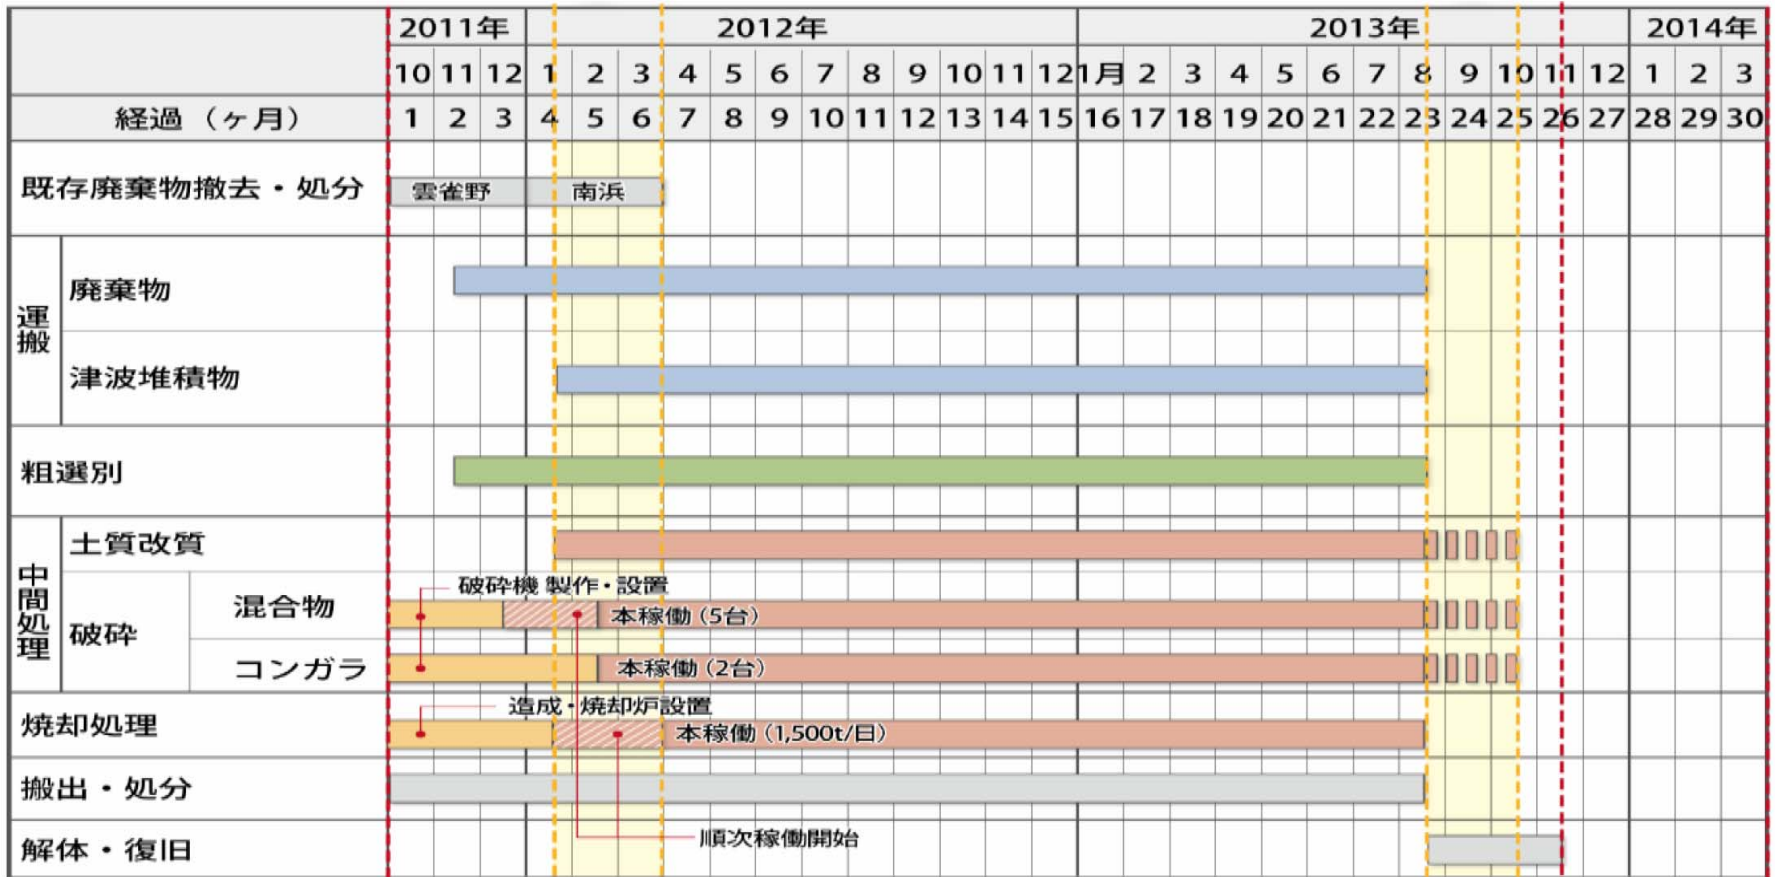 2011年 2012年 2013年 2014年
10 11 12 1 2 3 4 5 6 7 8 9 10 11 12 1月 2 3 4 5 6 7 8 9 10 11 12 1 2 3
経過（ヶ月） 1 2 3 4 5 6 7 8 9 10 11 12 13 14 15 16 17 18 19 20 21 22 23 24 25 26 27 28 29 30
既存廃棄物撤去・処分 雲雀野 南浜
運搬
廃棄物
津波堆積物
粗選別
中間処理
土質改質
破砕
破砕機 製作・設置
混合物 本稼働（5台）
コンガラ 本稼働（2台）
造成・焼却炉設置
焼却処理 本稼働（1,500t/日）
搬出・処分
順次稼働開始
解体・復旧